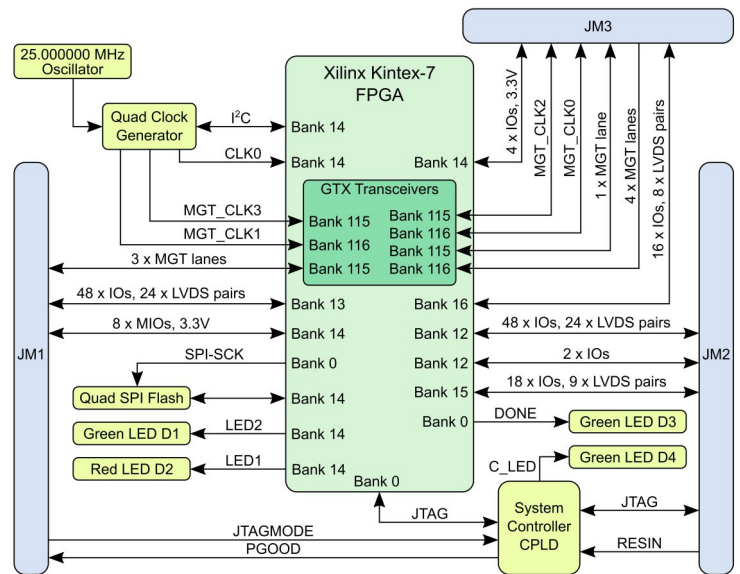 JM3
25.000000 MHz
Oscillator
Xilinx Kintex-7
FPGA
Quad Clock
Generator
I²C
Bank 14
CLK0
Bank 14
Bank 14
4 x IOs, 3.3V
MGT_CLK2
MGT_CLK0
1 x MGT lane
4 x MGT lanes
16 x IOs, 8 x LVDS pairs
GTX Transceivers
MGT_CLK3
Bank 115
Bank 115
Bank 116
MGT_CLK1
Bank 116
Bank 115
3 x MGT lanes
Bank 115
Bank 116
48 x IOs, 24 x LVDS pairs
Bank 13
Bank 16
8 x MIOs, 3.3V
Bank 14
Bank 12
48 x IOs, 24 x LVDS pairs
JM1
SPI-SCK
Bank 0
Bank 12
2 x IOs
JM2
Quad SPI Flash
Bank 14
Bank 15
18 x IOs, 9 x LVDS pairs
Green LED D1
LED2
Bank 14
Bank 0
DONE
Green LED D3
Red LED D2
LED1
Bank 14
Bank 0
C_LED
Green LED D4
JTAG
System
Controller
CPLD
JTAG
JTAGMODE
PGOOD
RESIN